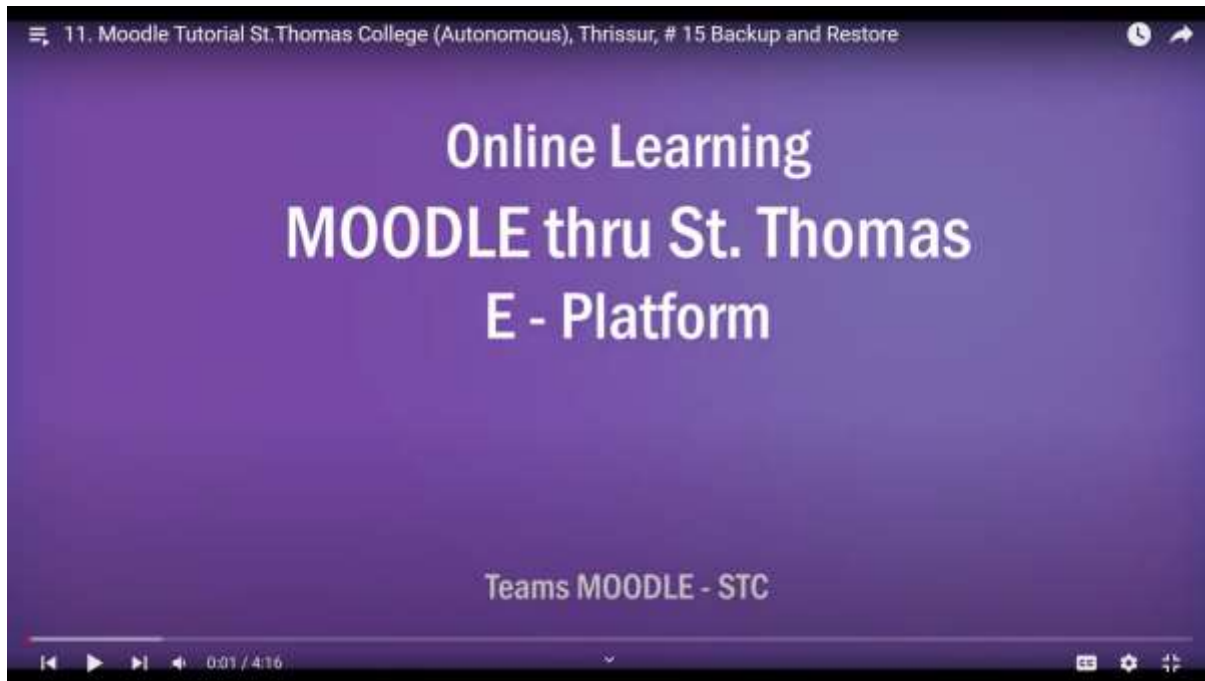 11. Moodle Tutorial St.Thomas College (Autonomous), Thrissur, # 15 Backup and Restore
Online Learning
MOODLE thru St. Thomas
E - Platform
Teams MOODLE - STC
0:01 / 4:16
CC